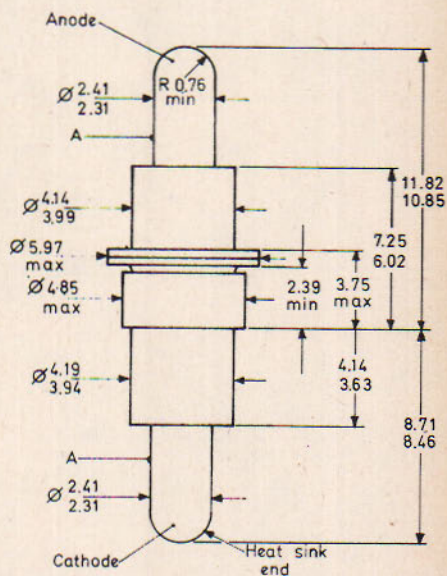 Anode
Ø 2.41
2.31
R 0.76
min
A
Ø 4.14
3.99
11.82
10.85
7.25
6.02
Ø 5.97
max
2.39
min
3.75
max
Ø 4.85
max
Ø 4.19
3.94
4.14
3.63
8.71
8.46
A
Ø 2.41
2.31
Cathode
Heat sink
end